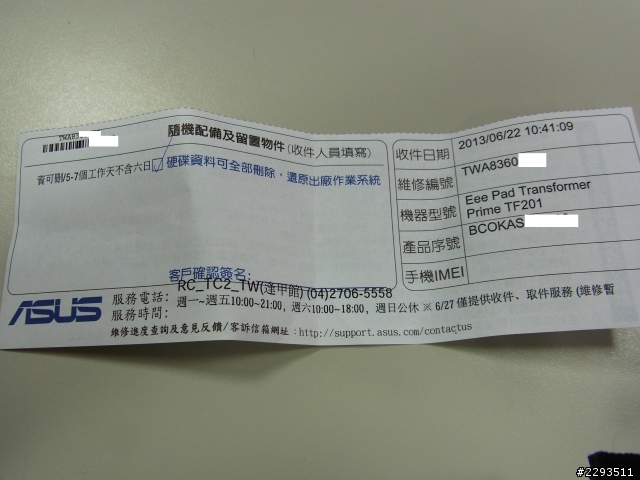 TWA83
隨機配備及留置物件(收件人員填寫)
資可刪/5-7個工作天不含六日 ☑ 硬碟資料可全部刪除,還原出廠作業系統
客戶確認簽名:
收件日期 2013/06/22 10:41:09
維修編號 TWA8360
機器型號 Eee Pad Transformer
Prime TF201
產品序號 BCOKAS
手機IMEI
ASUS
RC_TC2_TW(逢甲館) (04)2706-5558
服務電話:
服務時間: 週一~週五10:00~21:00, 週六10:00~18:00, 週日公休 ※ 6/27 僅提供收件、取件服務 (維修暫
維修進度查詢及意見反饋/客訴信箱網址:http://support.asus.com/contactus
#2293511